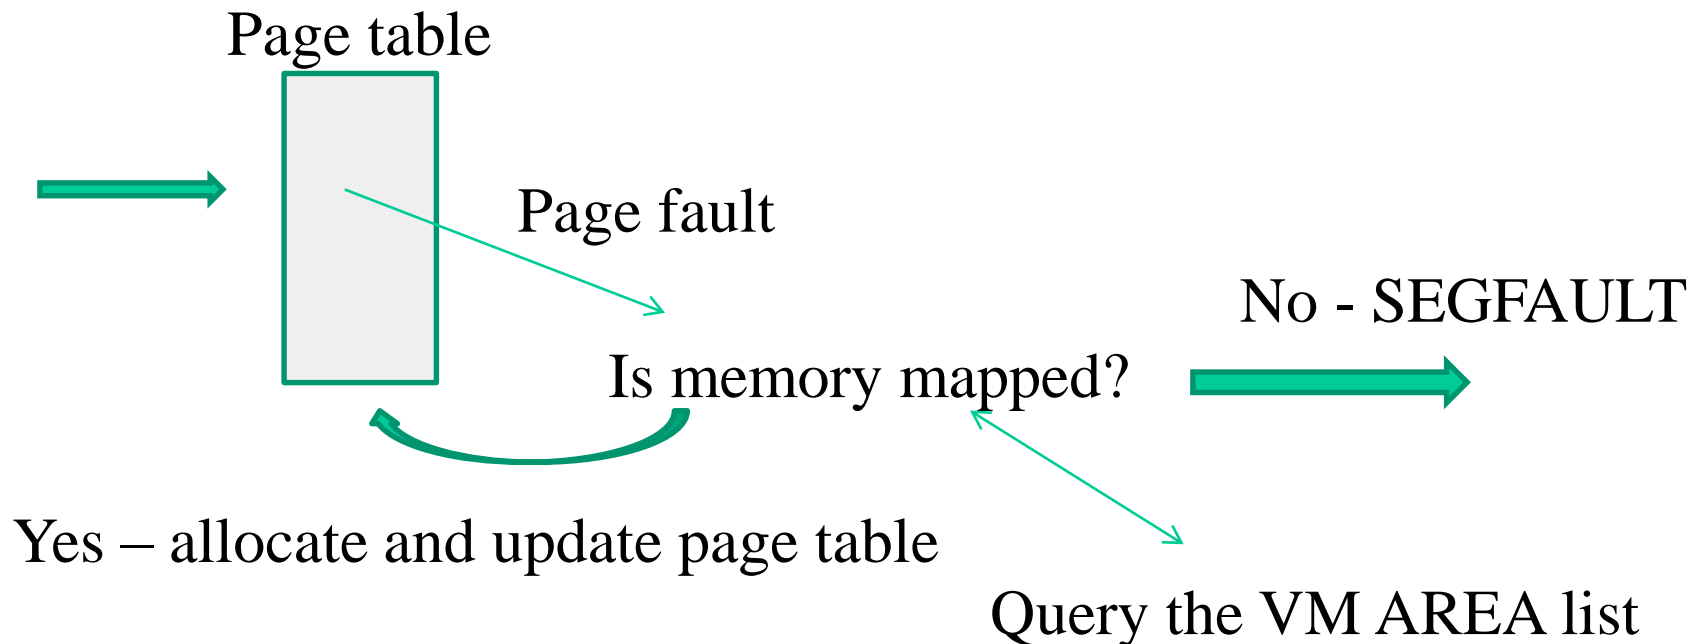 Page table
Page fault
No - SEGFAULT
Is memory mapped?
Yes – allocate and update page table
Query the VM AREA list